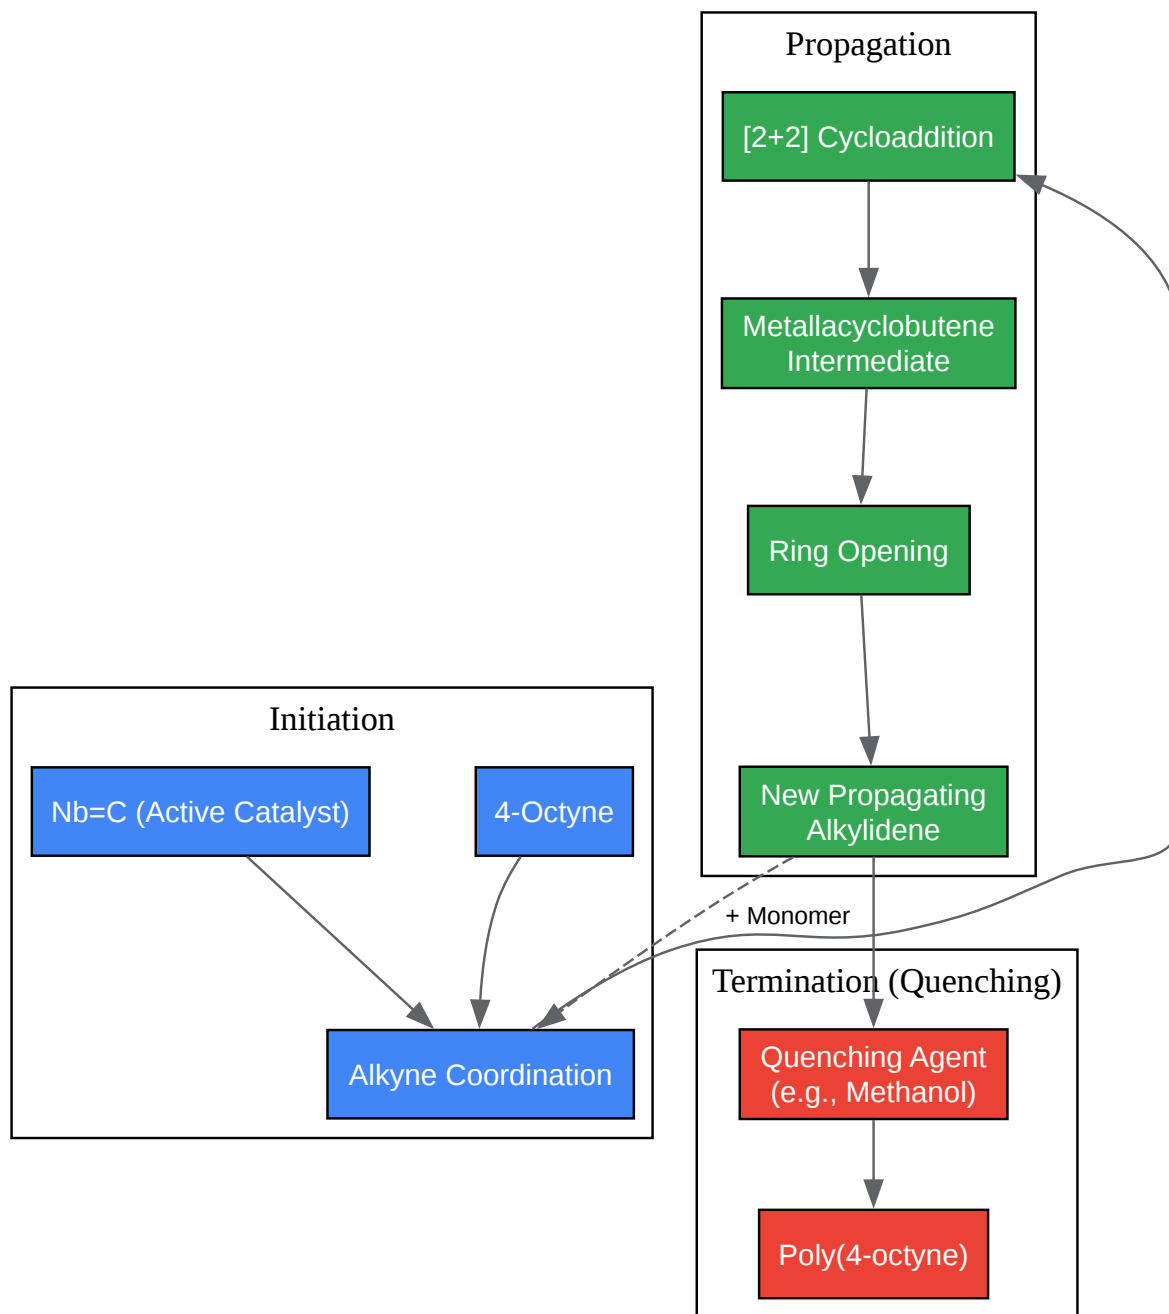 Propagation
[2+2] Cycloaddition
Metallacyclobutene
Intermediate
Ring Opening
New Propagating
Alkylidene
Initiation
Nb=C (Active Catalyst)
4-Octyne
Alkyne Coordination
+ Monomer
Termination (Quenching)
Quenching Agent
(e.g., Methanol)
Poly(4-octyne)